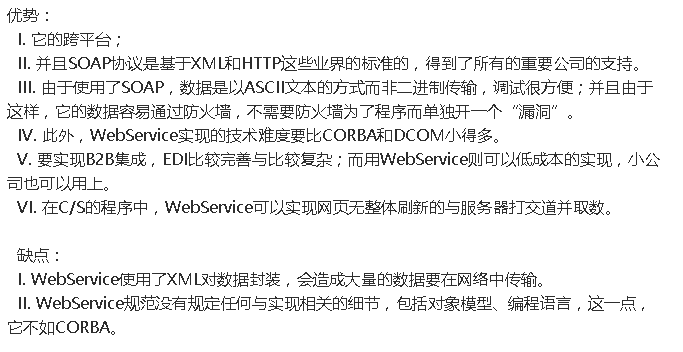 优势：
I. 它的跨平台；
II. 并且SOAP协议是基于XML和HTTP这些业界的标准的，得到了所有的重要公司的支持。
III. 由于使用了SOAP，数据是以ASCII文本的方式而非二进制传输，调试很方便；并且由于
这样，它的数据容易通过防火墙，不需要防火墙为了程序而单独开一个“漏洞”。
IV. 此外，WebService实现的技术难度要比CORBA和DCOM小得多。
V. 要实现B2B集成，EDI比较完善与比较复杂；而用WebService则可以低成本的实现，小公
司也可以用上。
VI. 在C/S的程序中，WebService可以实现网页无整体刷新的与服务器打交道并取数。
缺点：
I. WebService使用了XML对数据封装，会造成大量的数据要在网络中传输。
II. WebService规范没有规定任何与实现相关的细节，包括对象模型、编程语言，这一点，
它不如CORBA。